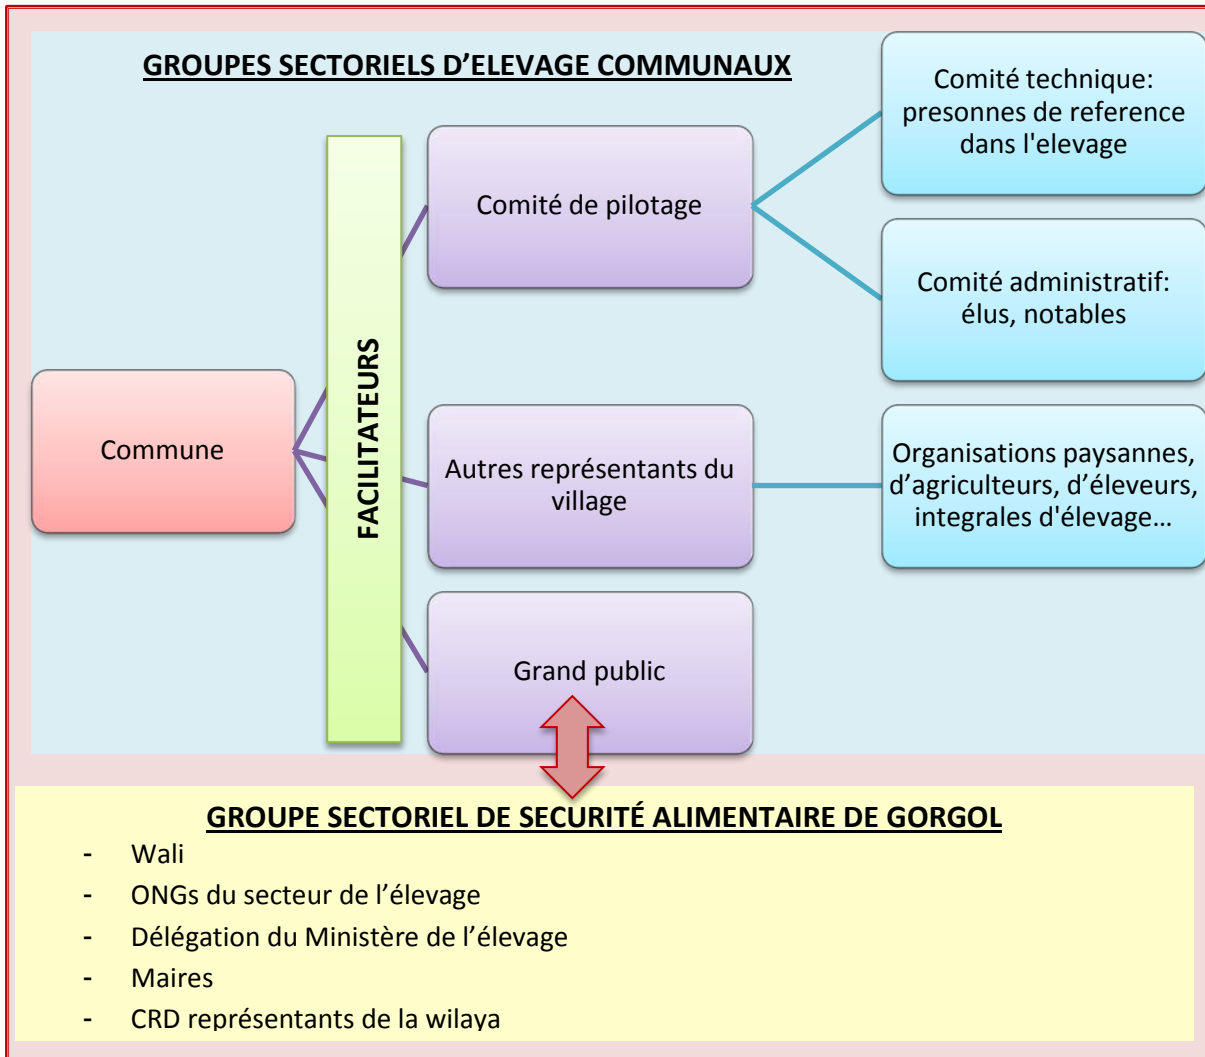 GROUPES SECTORIELS D’ELEVAGE COMMUNAUX
Comité technique:
presonnes de reference
dans l'elevage
Comité de pilotage
Comité administratif:
élus, notables
FACILITATEURS
Commune
Autres représentants du
village
Organisations paysannes,
d’agriculteurs, d’éleveurs,
integrales d'élevage…
Grand public
GROUPE SECTORIEL DE SECURITÉ ALIMENTAIRE DE GORGOL
- Wali
- ONGs du secteur de l’élevage
- Délégation du Ministère de l’élevage
- Maires
- CRD représentants de la wilaya